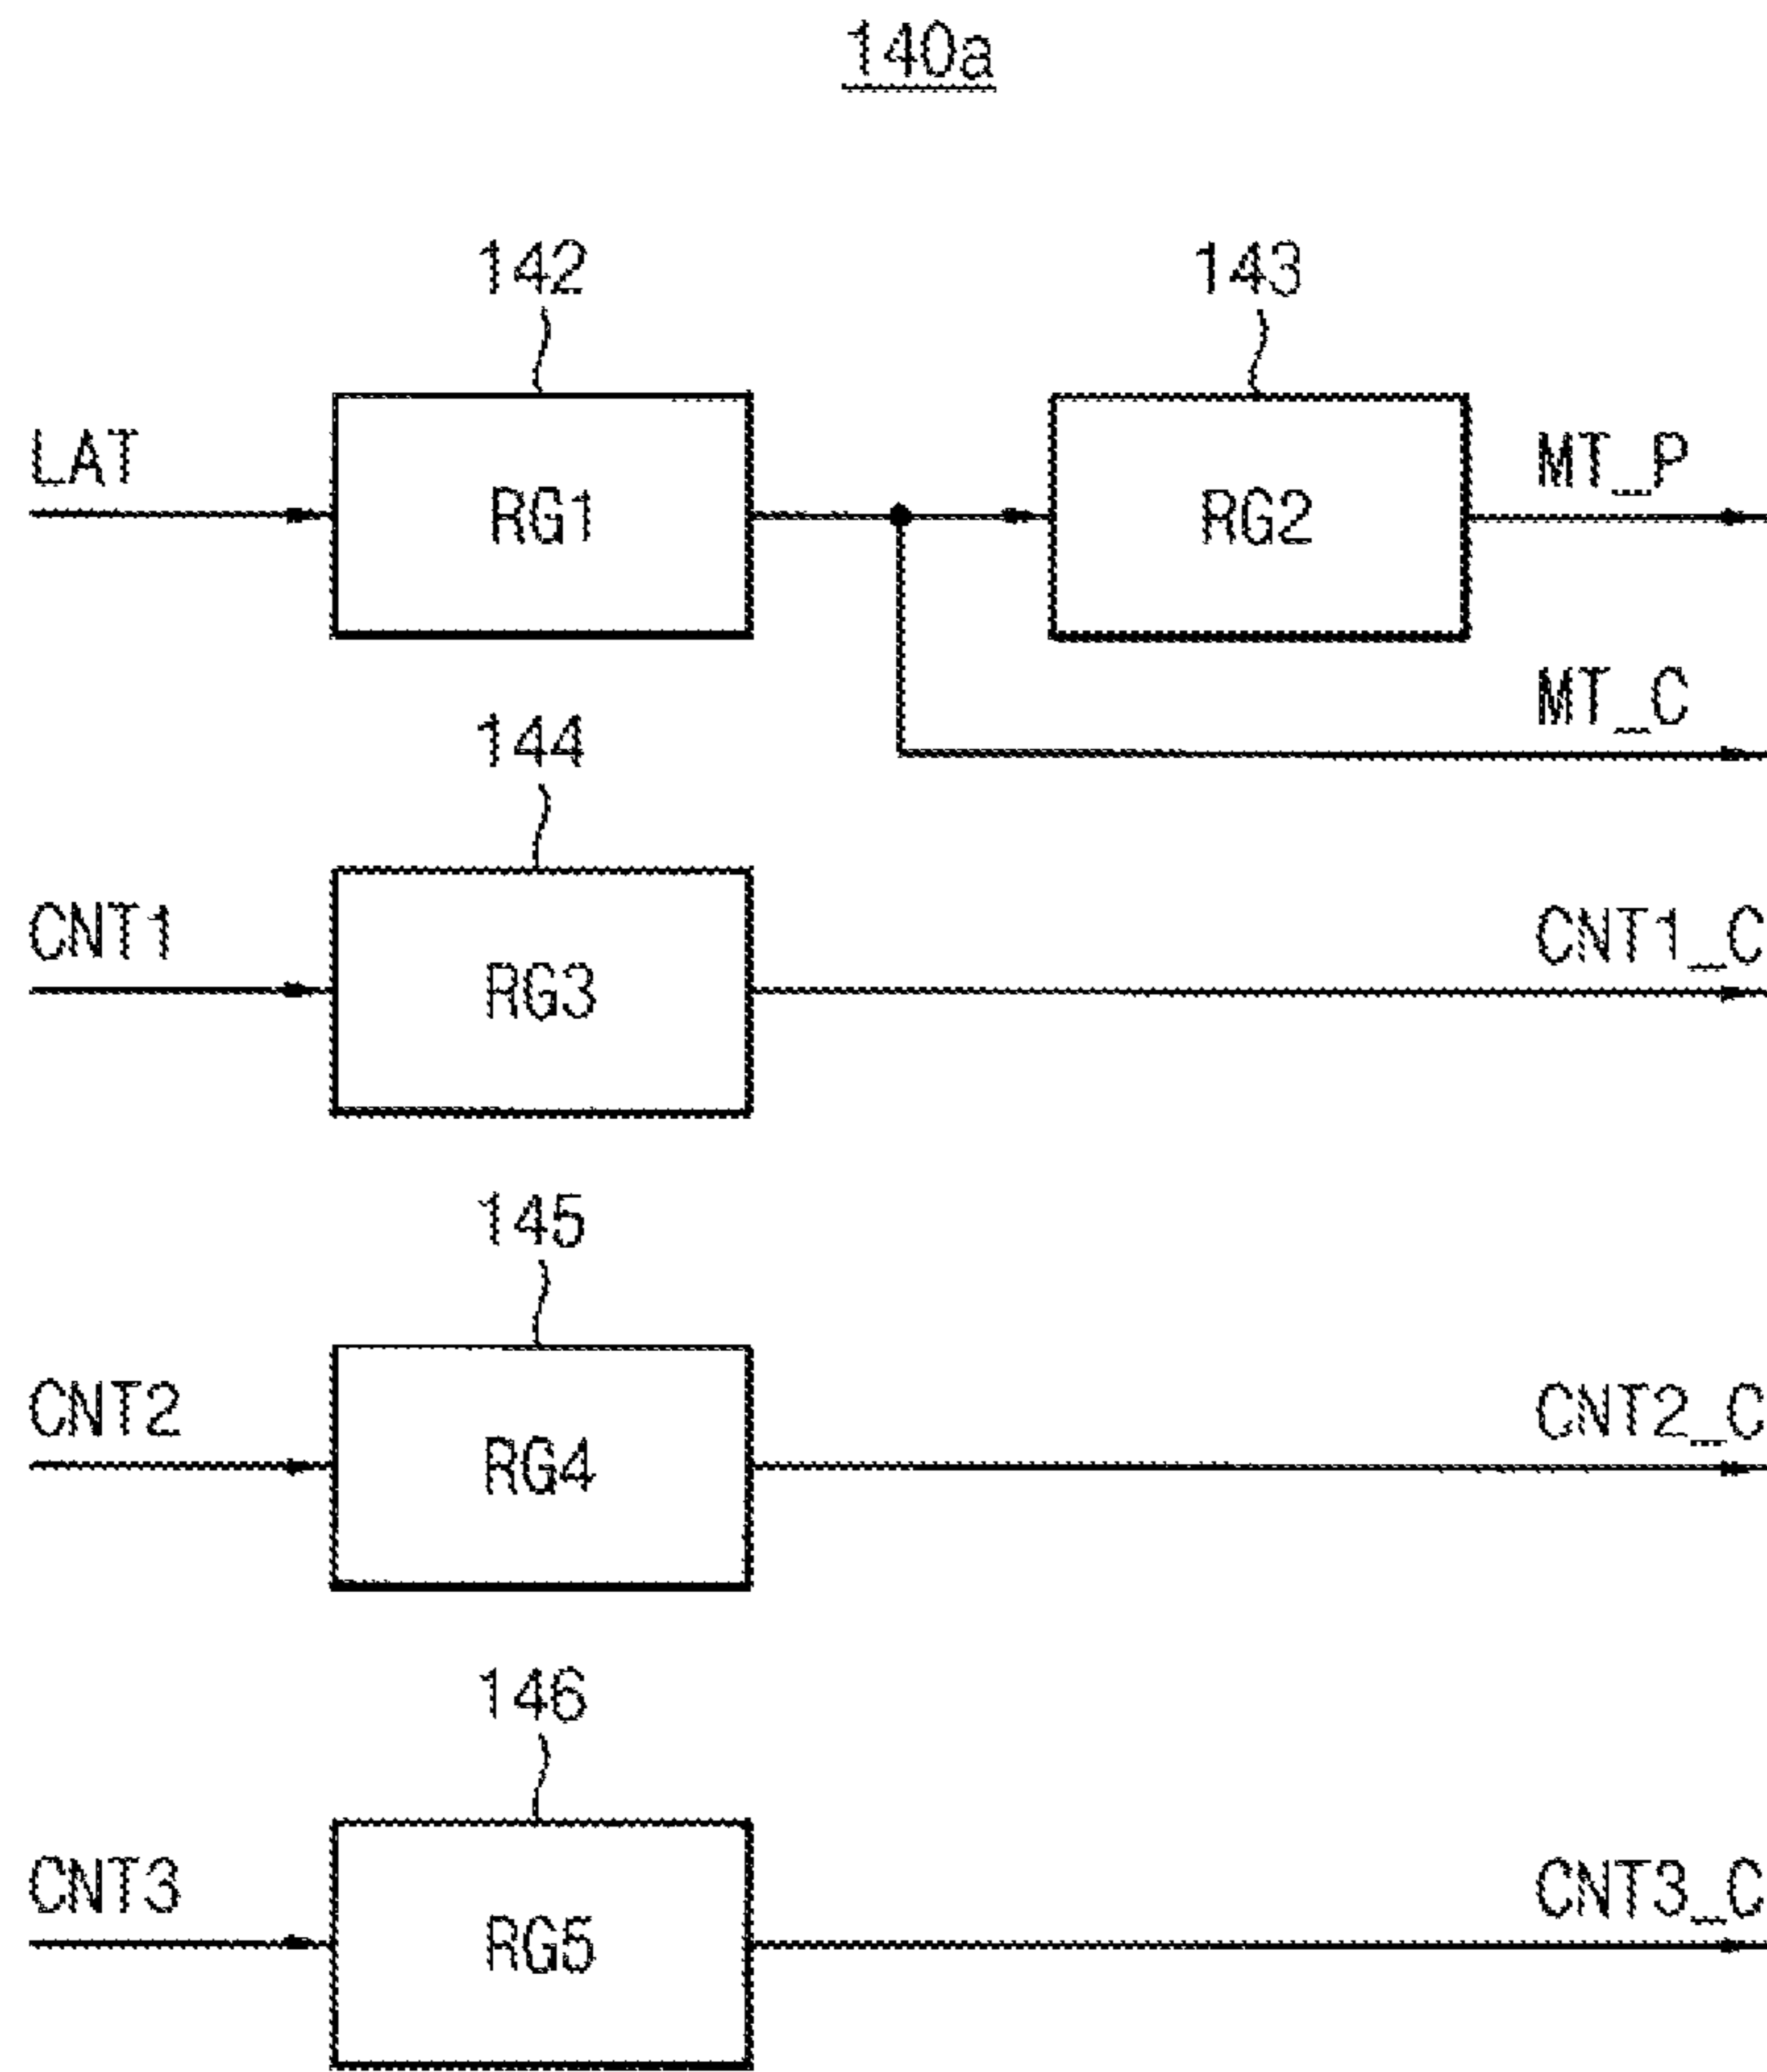 140a
142
143
LAT
RG1
RG2
MT_P
MT_C
144
CNT1
RG3
CNT1_C
145
CNT2
RG4
CNT2_C
146
CNT3
RG5
CNT3_C